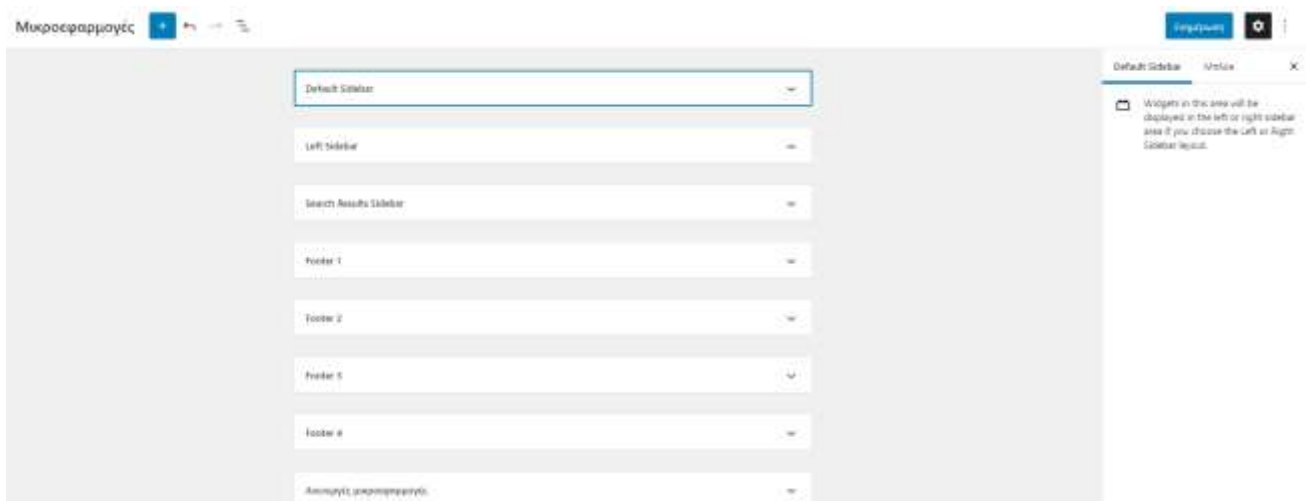 Μικροεφαρμογές
Ενημέρωση
Default Sidebar
Left Sidebar
Search Results Sidebar
Footer 1
Footer 2
Footer 3
Footer 4
Ανενεργές μικροεφαρμογές
Default Sidebar Μπλοκ
Widgets in this area will be
displayed in the left or right sidebar
area if you choose the Left or Right
Sidebar layout.